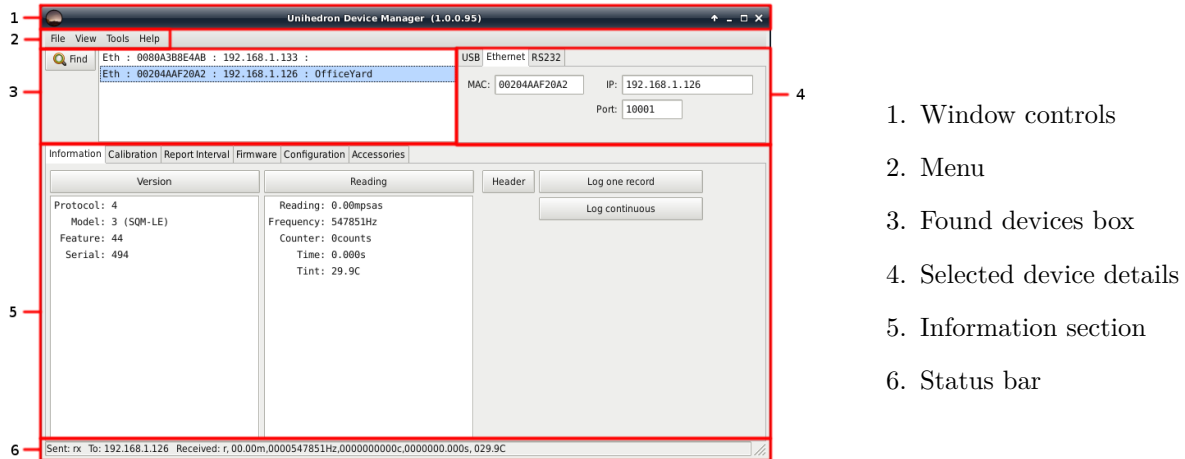 1
Unihedron Device Manager (1.0.0.95)
2
File View Tools Help
Find
Eth : 0080A3B8E4AB : 192.168.1.133 :
Eth : 00204AAF20A2 : 192.168.1.126 : OfficeYard
3
USB Ethernet RS232
MAC: 00204AAF20A2 IP: 192.168.1.126
Port: 10001
4
Information Calibration Report Interval Firmware Configuration Accessories
Version Reading Header Log one record
Log continuous
Protocol: 4
Model: 3 (SQM-LE)
Feature: 44
Serial: 494
Reading: 0.00mpsas
Frequency: 547851Hz
Counter: 0counts
Time: 0.000s
Tint: 29.9C
5
6
Sent: rx To: 192.168.1.126 Received: r, 00.00m,0000547851Hz,0000000000c,0000000.000s, 029.9C
1. Window controls
2. Menu
3. Found devices box
4. Selected device details
5. Information section
6. Status bar